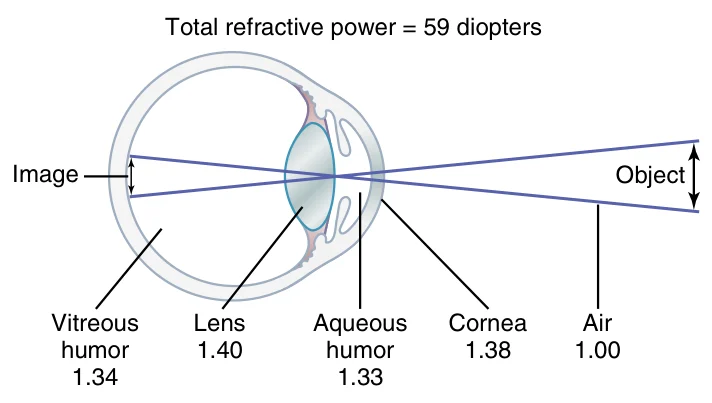 Total refractive power = 59 diopters
Image
Object
Vitreous
humor
1.34
Lens
1.40
Aqueous
humor
1.33
Cornea
1.38
Air
1.00